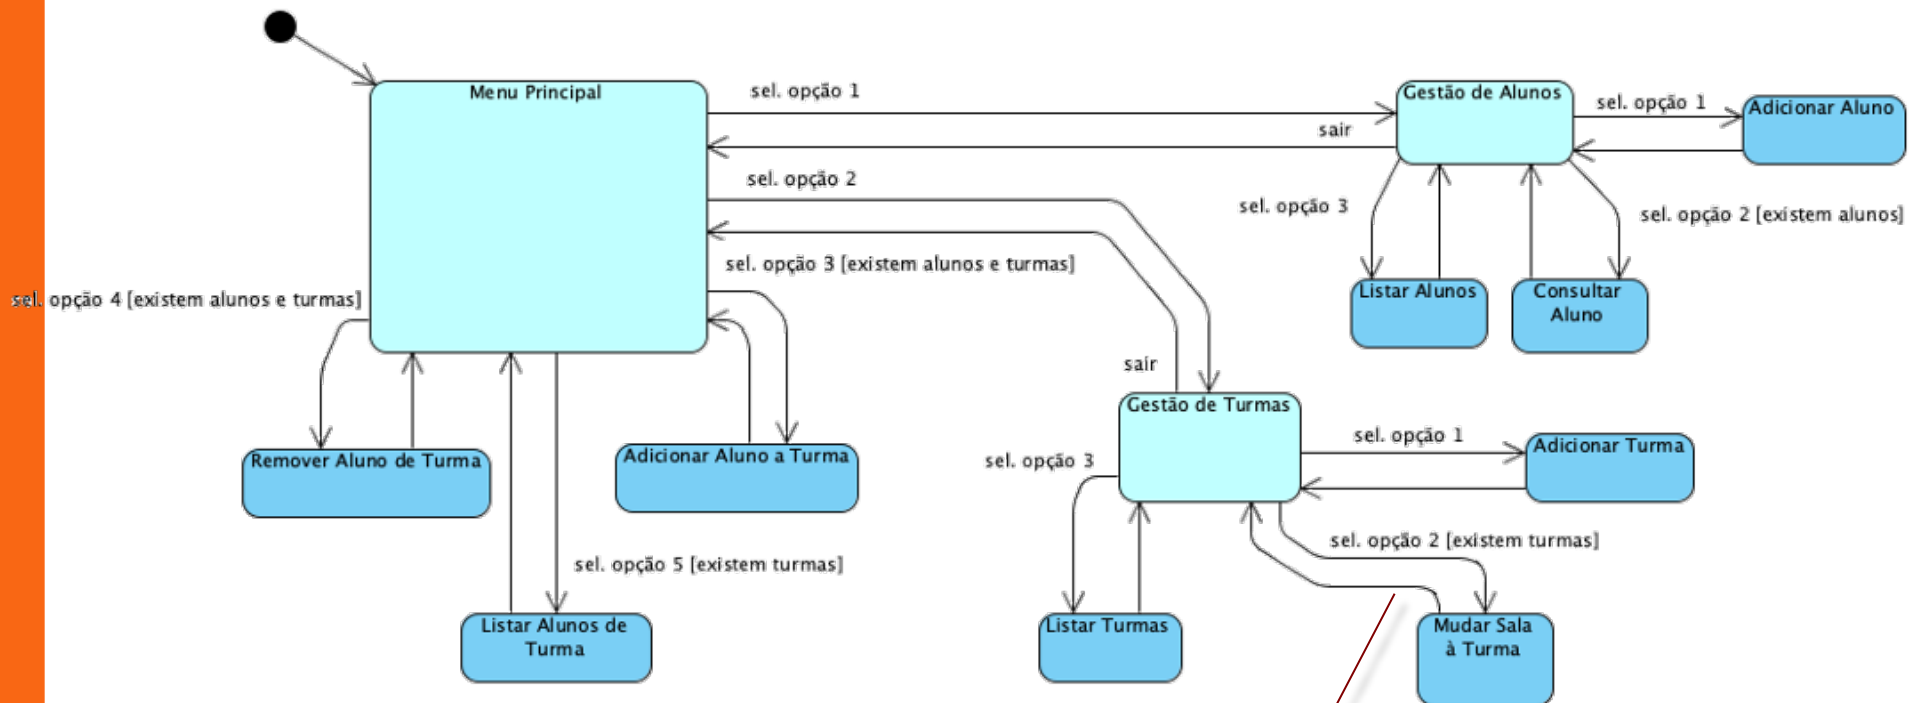 Menu Principal
sel. opção 1
Gestão de Alunos
sel. opção 1
Adicionar Aluno
sair
sel. opção 2
sel. opção 3
sel. opção 2 [existem alunos]
sel. opção 3 [existem alunos e turmas]
sel. opção 4 [existem alunos e turmas]
Listar Alunos
Consultar
Aluno
sair
Gestão de Turmas
sel. opção 1
Adicionar Turma
Remover Aluno de Turma
Adicionar Aluno a Turma
sel. opção 3
sel. opção 2 [existem turmas]
sel. opção 5 [existem turmas]
Listar Alunos de
Turma
Listar Turmas
Mudar Sala
à Turma